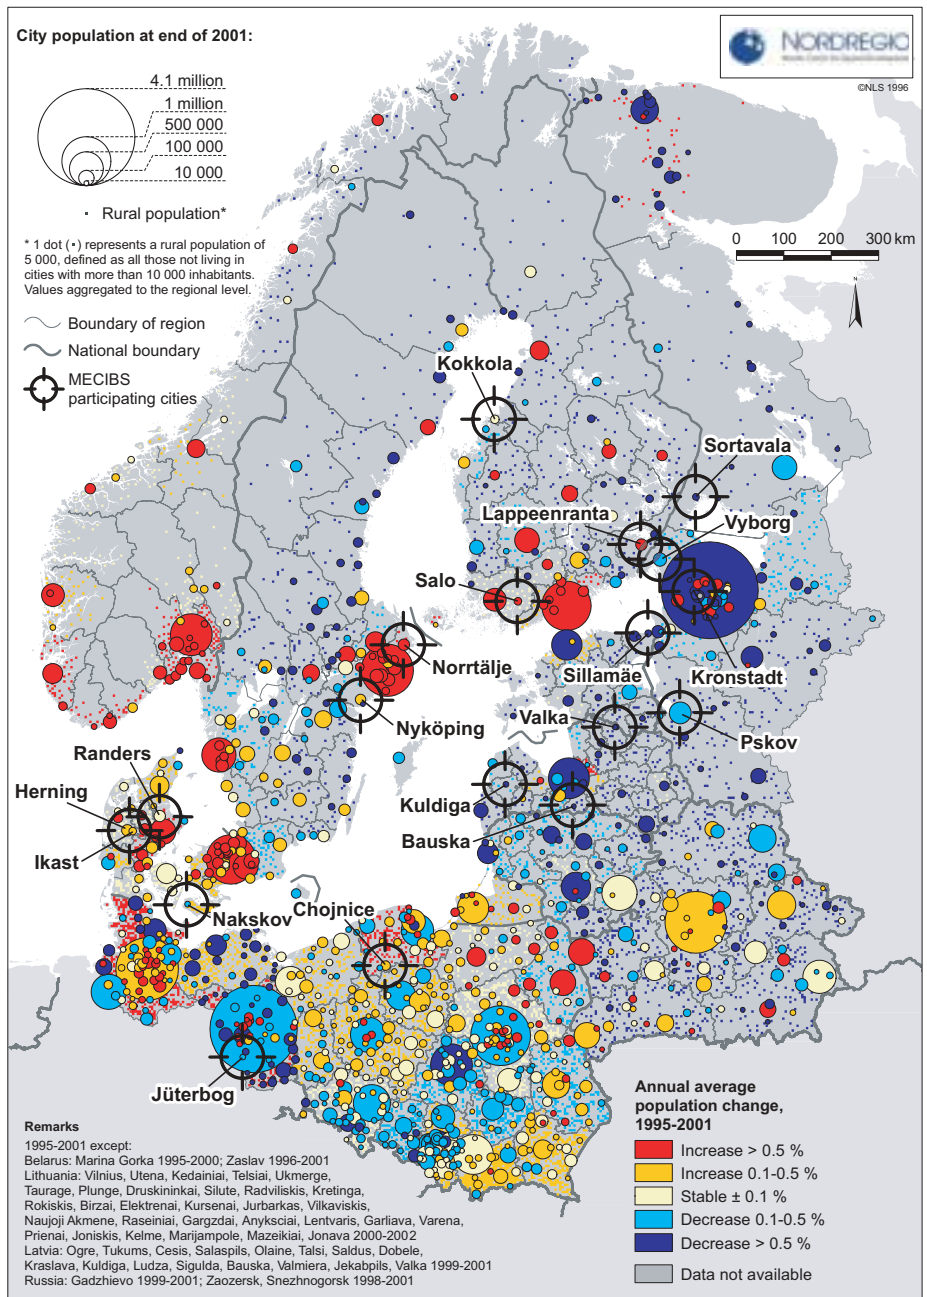 City population at end of 2001:
4.1 million
1 million
500 000
100 000
10 000
Rural population*
* 1 dot ( ▪ ) represents a rural population of
5 000, defined as all those not living in
cities with more than 10 000 inhabitants.
Values aggregated to the regional level.
Boundary of region
National boundary
MECIBS
participating cities
NORDREGIO
©NLS 1996
0 100 200 300 km
N
Kokkola
Sortavala
Lappeenranta
Vyborg
Salo
Norrtälje
Sillamäe
Kronstadt
Nyköping
Valka
Pskov
Randers
Herning
Kuldiga
Ikast
Bauska
Nakskov
Chojnice
Jüterbog
Remarks
1995-2001 except:
Belarus: Marina Gorka 1995-2000; Zaslav 1996-2001
Lithuania: Vilnius, Utena, Kedainiai, Telsiai, Ukmerge,
Taurage, Plunge, Druskininkai, Silute, Radviliskis, Kretinga,
Rokiskis, Birzai, Elektrenai, Kursenai, Jurbarkas, Vilkaviskis,
Naujoji Akmene, Raseiniai, Gargzdai, Anyksciai, Lentvaris, Garliava, Varena,
Prienai, Joniskis, Kelme, Marijampole, Mazeikiai, Jonava 2000-2002
Latvia: Ogre, Tukums, Cesis, Salaspils, Olaine, Talsi, Saldus, Dobele,
Kraslava, Kuldiga, Ludza, Sigulda, Bauska, Valmiera, Jekabpils, Valka 1999-2001
Russia: Gadzhievo 1999-2001; Zaozersk, Snezhnogorsk 1998-2001
Annual average
population change,
1995-2001
Increase > 0.5 %
Increase 0.1-0.5 %
Stable ± 0.1 %
Decrease 0.1-0.5 %
Decrease > 0.5 %
Data not available